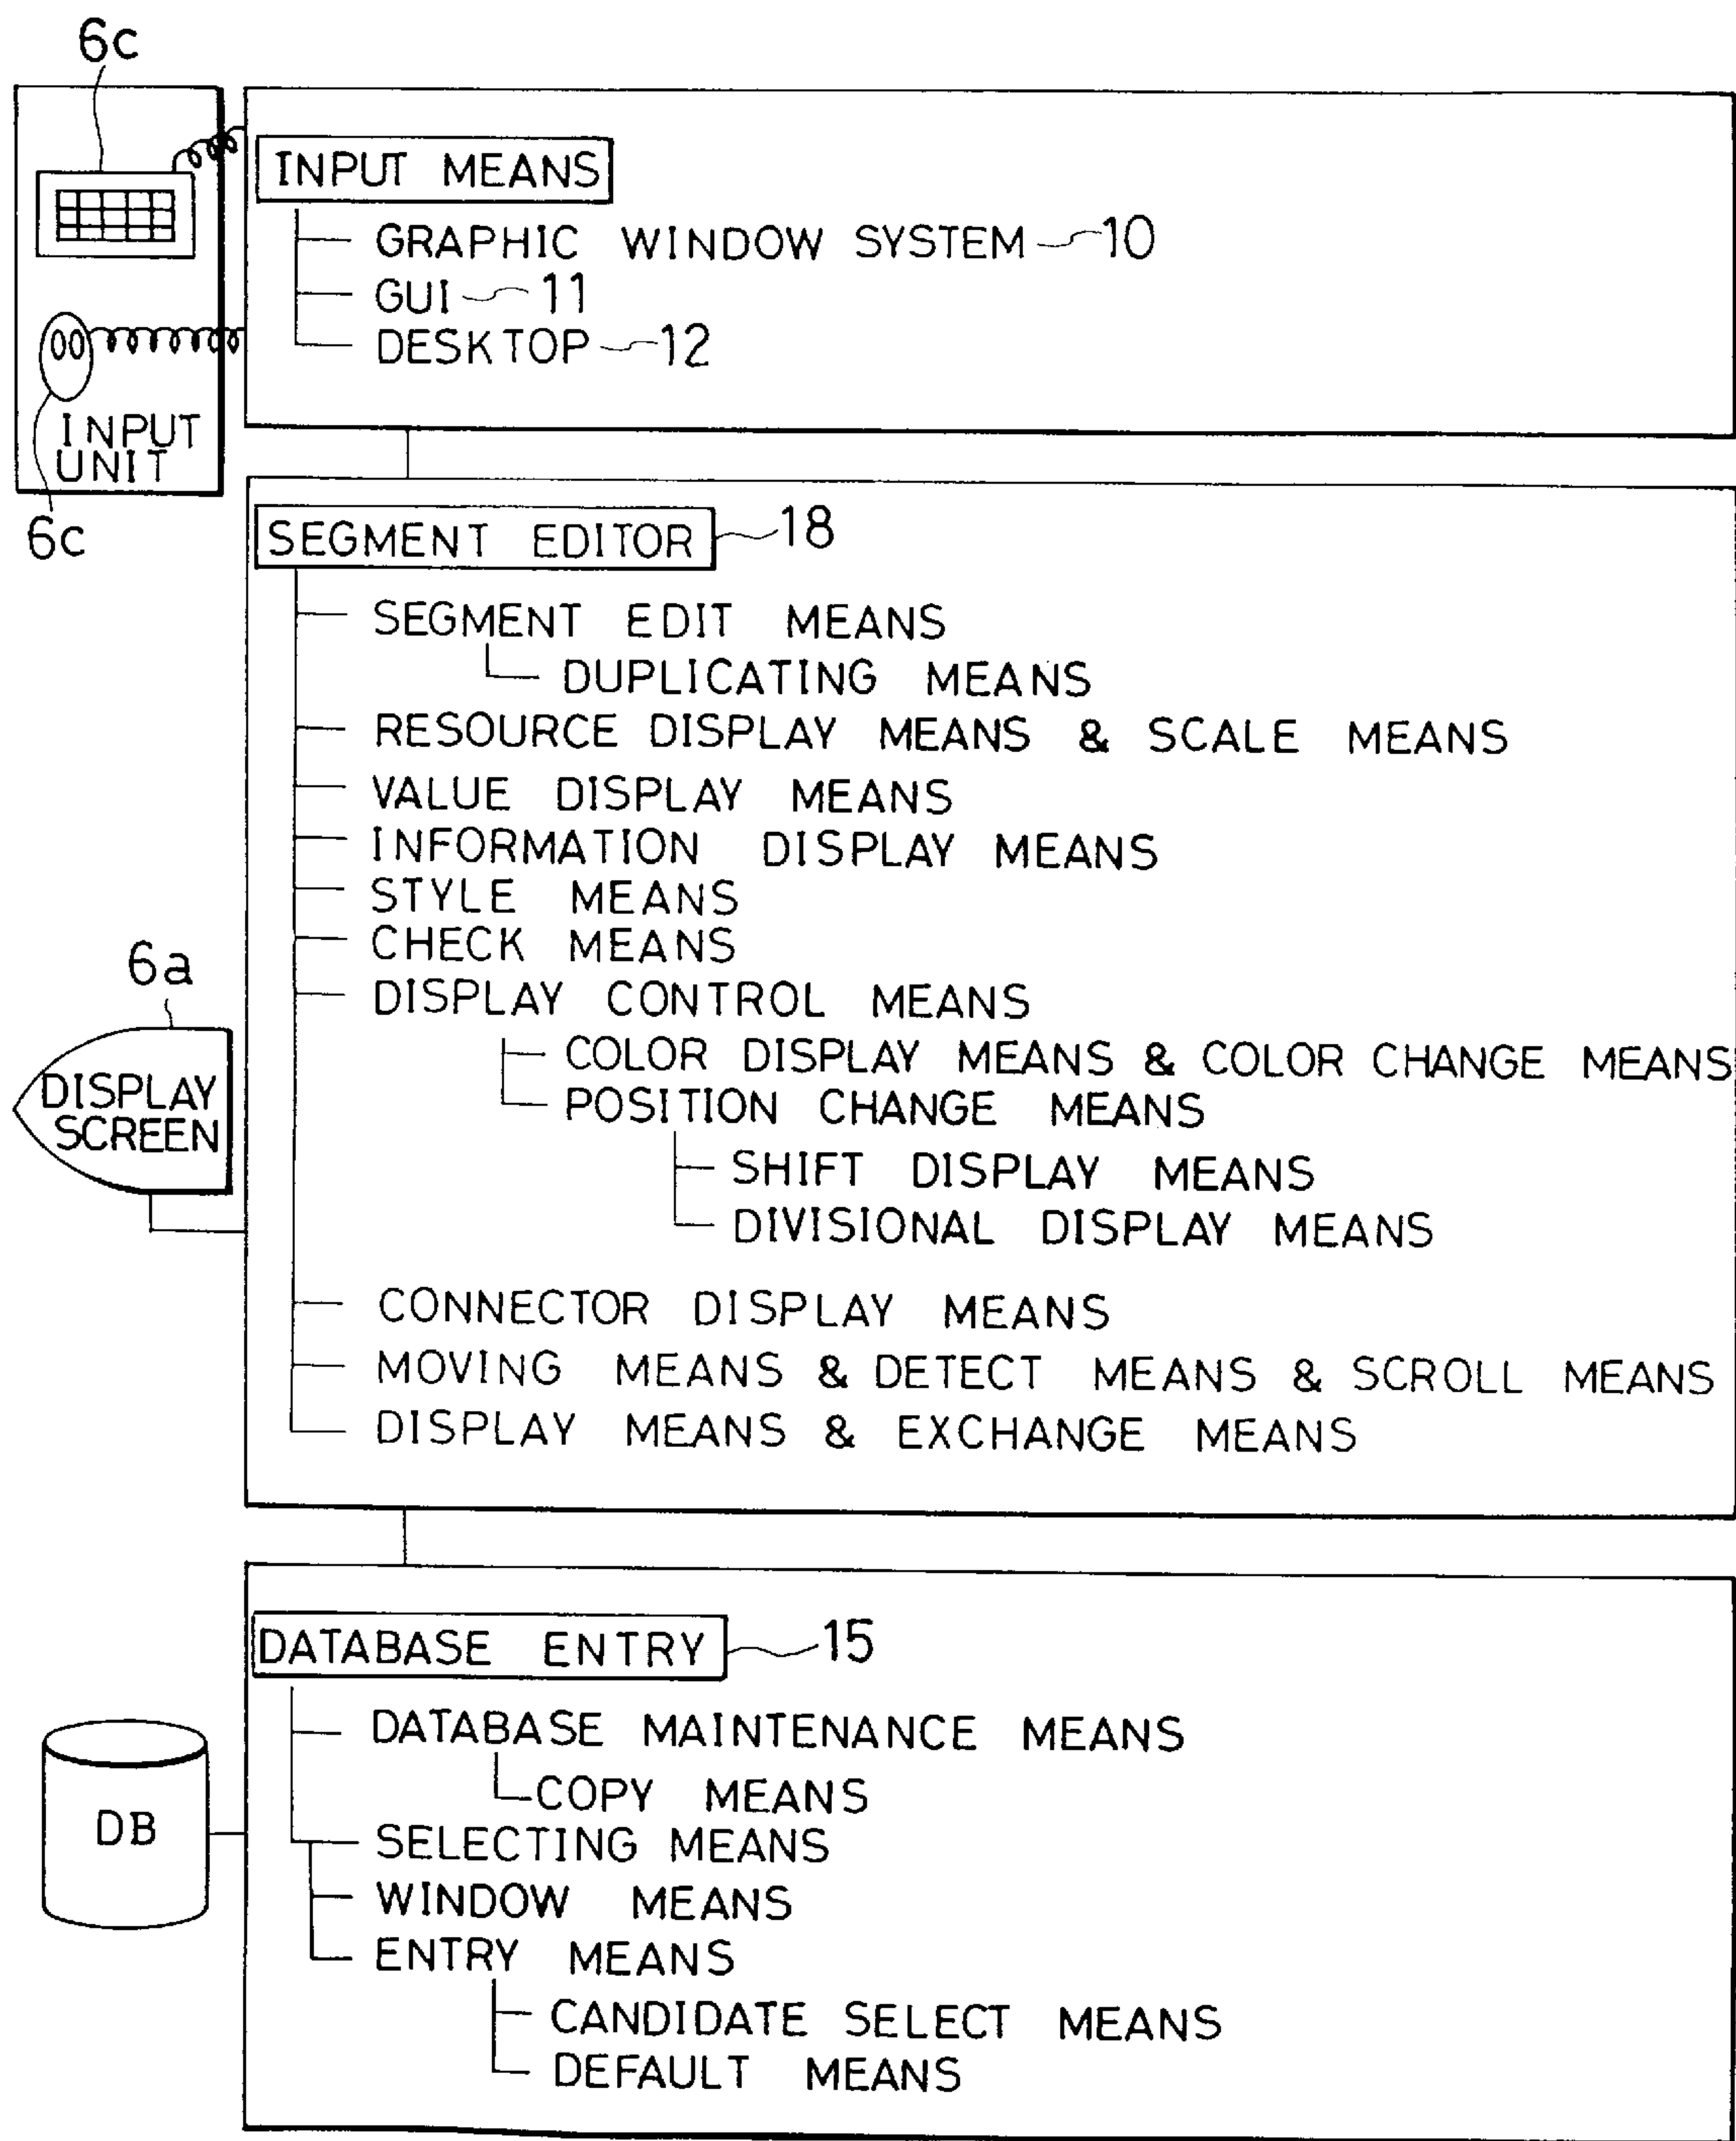 6c
INPUT MEANS
GRAPHIC WINDOW SYSTEM 10
GUI 11
DESKTOP 12
INPUT
UNIT
6c
SEGMENT EDITOR 18
SEGMENT EDIT MEANS
DUPLICATING MEANS
RESOURCE DISPLAY MEANS & SCALE MEANS
VALUE DISPLAY MEANS
INFORMATION DISPLAY MEANS
STYLE MEANS
CHECK MEANS
6a
DISPLAY CONTROL MEANS
COLOR DISPLAY MEANS & COLOR CHANGE MEANS
DISPLAY
SCREEN
POSITION CHANGE MEANS
SHIFT DISPLAY MEANS
DIVISIONAL DISPLAY MEANS
CONNECTOR DISPLAY MEANS
MOVING MEANS & DETECT MEANS & SCROLL MEANS
DISPLAY MEANS & EXCHANGE MEANS
DATABASE ENTRY 15
DATABASE MAINTENANCE MEANS
COPY MEANS
DB
SELECTING MEANS
WINDOW MEANS
ENTRY MEANS
CANDIDATE SELECT MEANS
DEFAULT MEANS